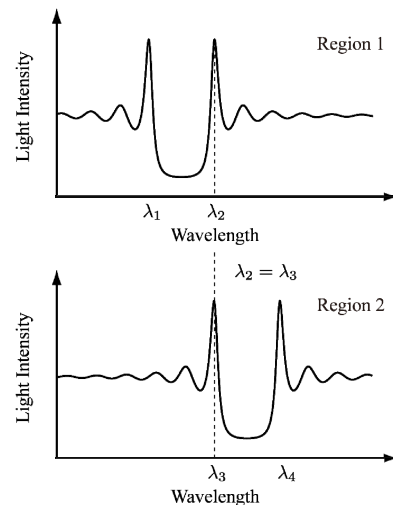 Region 1
Light Intensity
λ₁ λ₂
Wavelength
λ₂ = λ₃
Region 2
Light Intensity
λ₃ λ₄
Wavelength